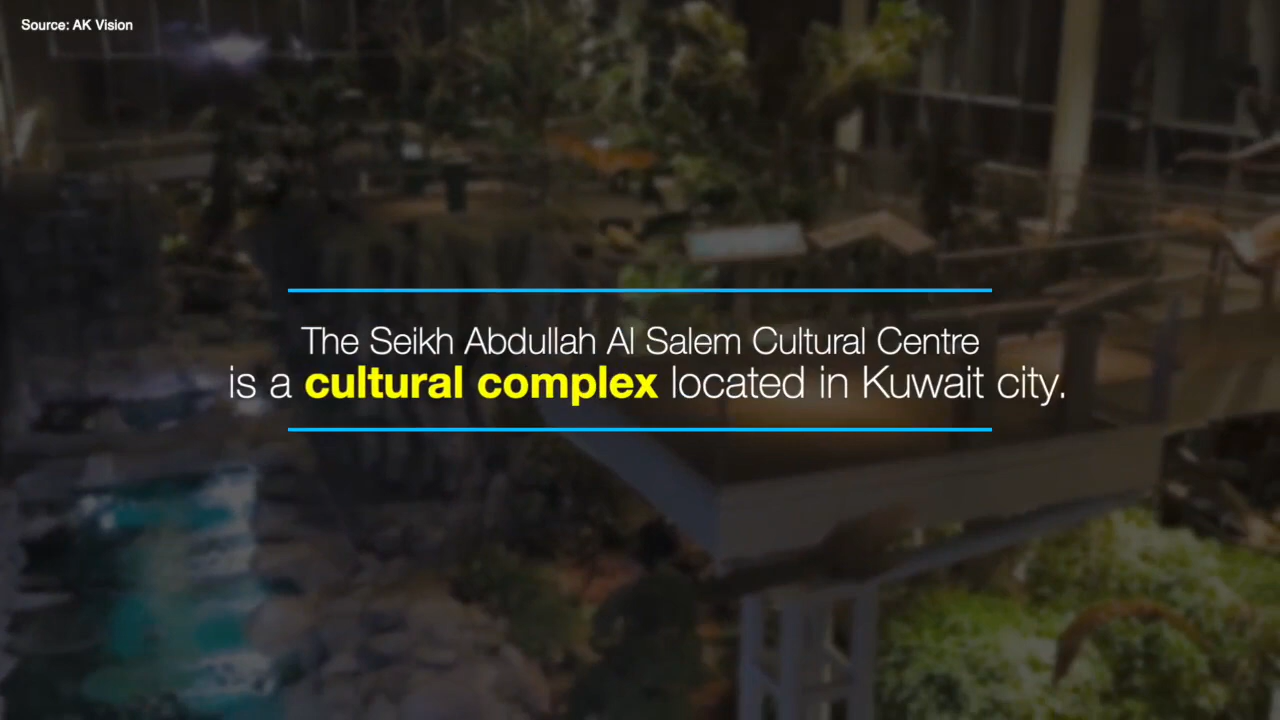 Source: AK Vision
The Seikh Abdullah Al Salem Cultural Centre
is a cultural complex located in Kuwait city.